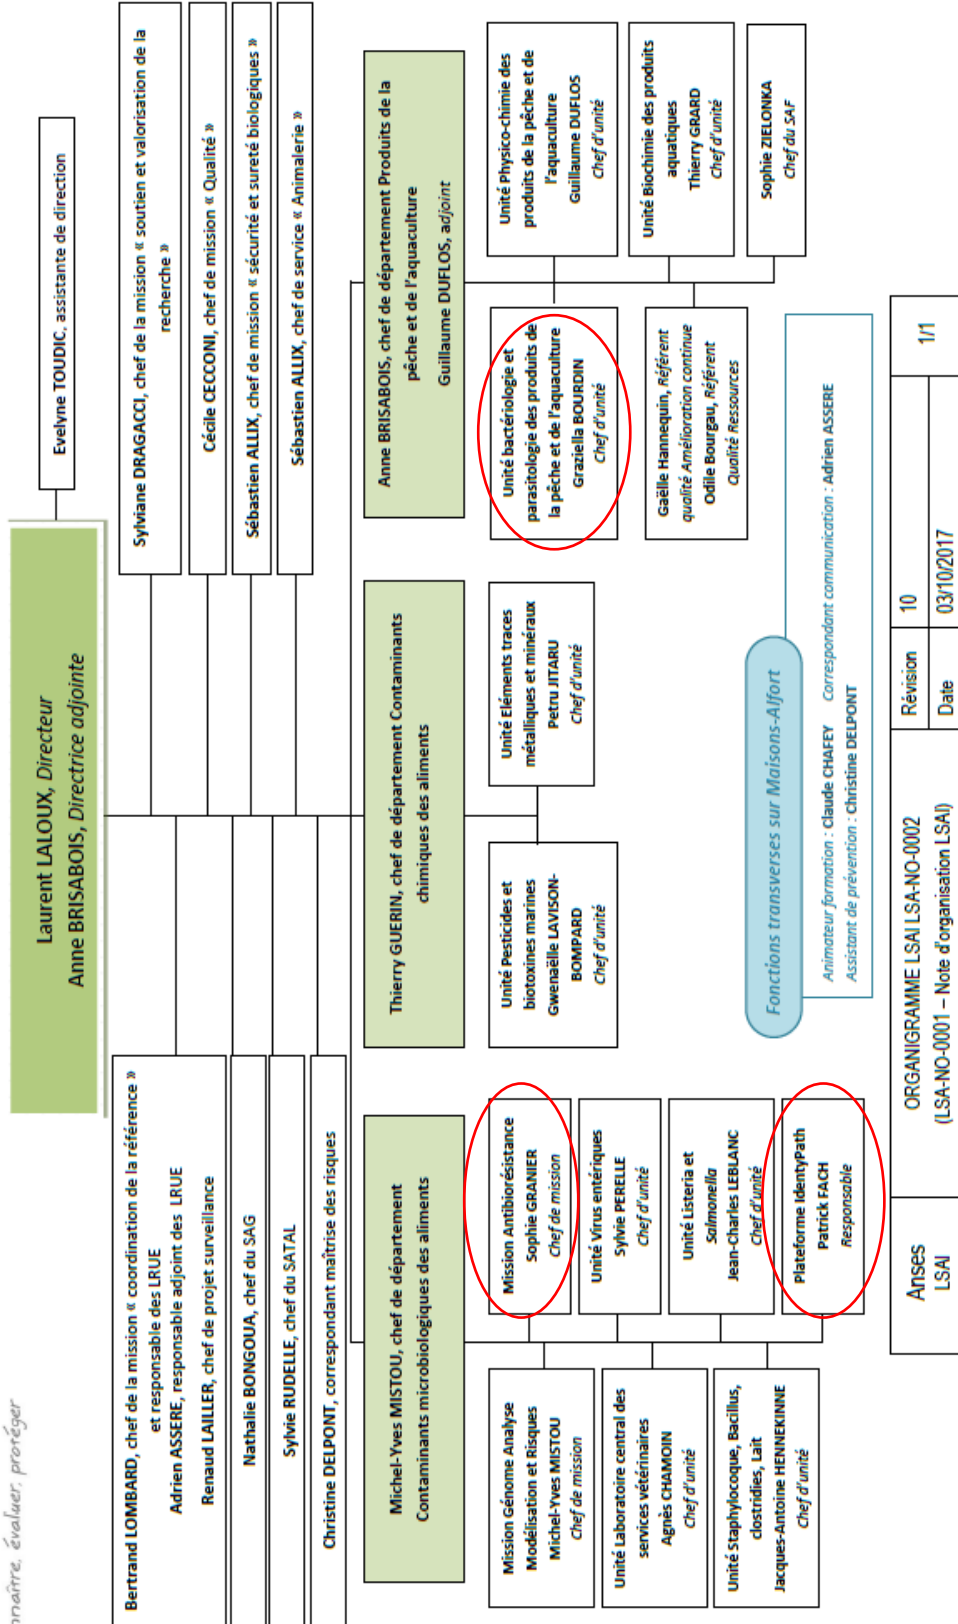 onnaître, évaluer, protéger
Laurent LALOUX, Directeur
Anne BRISABOIS, Directrice adjointe
Evelyne TOUDIC, assistante de direction
Bertrand LOMBARD, chef de la mission « coordination de la référence »
et responsable des LRUE
Adrien ASSERE, responsable adjoint des LRUE
Renaud LAILLER, chef de projet surveillance
Nathalie BONGOUA, chef du SAG
Sylvie RUDELLE, chef du SATAL
Christine DELPONT, correspondant maîtrise des risques
Sylviane DRAGACCI, chef de la mission « soutien et valorisation de la
recherche »
Cécile CECCONI, chef de mission « Qualité »
Sébastien ALLIX, chef de mission « sécurité et sureté biologiques »
Sébastien ALLIX, chef de service « Animalerie »
Michel-Yves MISTOU, chef de département
Contaminants microbiologiques des aliments
Thierry GUERIN, chef de département Contaminants
chimiques des aliments
Anne BRISABOIS, chef de département Produits de la
pêche et de l'aquaculture
Guillaume DUFLOS, adjoint
Mission Génome Analyse
Modélisation et Risques
Michel-Yves MISTOU
Chef de mission
Mission Antibiorésistance
Sophie GRANIER
Chef de mission
Unité Laboratoire central des
services vétérinaires
Agnès CHAMOIN
Chef d'unité
Unité Virus entériques
Sylvie PERELLE
Chef d'unité
Unité Staphylocoque, Bacillus,
clostridies, Lait
Jacques-Antoine HENNEKINNE
Chef d'unité
Unité Listeria et
Salmonella
Jean-Charles LEBLANC
Chef d'unité
Plateforme IdentyPath
Patrick FACH
Responsable
Unité Pesticides et
biotoxines marines
Gwenaëlle LAVISON-
BOMPARD
Chef d'unité
Unité Eléments traces
métalliques et minéraux
Petru JITARU
Chef d'unité
Unité bactériologie et
parasitologie des produits de
la pêche et de l'aquaculture
Graziella BOURDIN
Chef d'unité
Unité Physico-chimie des
produits de la pêche et de
l'aquaculture
Guillaume DUFLOS
Chef d'unité
Gaëlle Hannequin, Référent
qualité Amélioration continue
Odile Bourgau, Référent
Qualité Ressources
Unité Biochimie des produits
aquatiques
Thierry GRARD
Chef d'unité
Sophie ZIELONKA
Chef du SAF
Fonctions transverses sur Maisons-Alfort
Animateur formation : Claude CHAFEY Correspondant communication : Adrien ASSERE
Assistant de prévention : Christine DELPONT
Anses
LSAI
ORGANIGRAMME LSAI LSA-NO-0002
(LSA-NO-0001 – Note d'organisation LSAI)
Révision
10
Date
03/10/2017
1/1